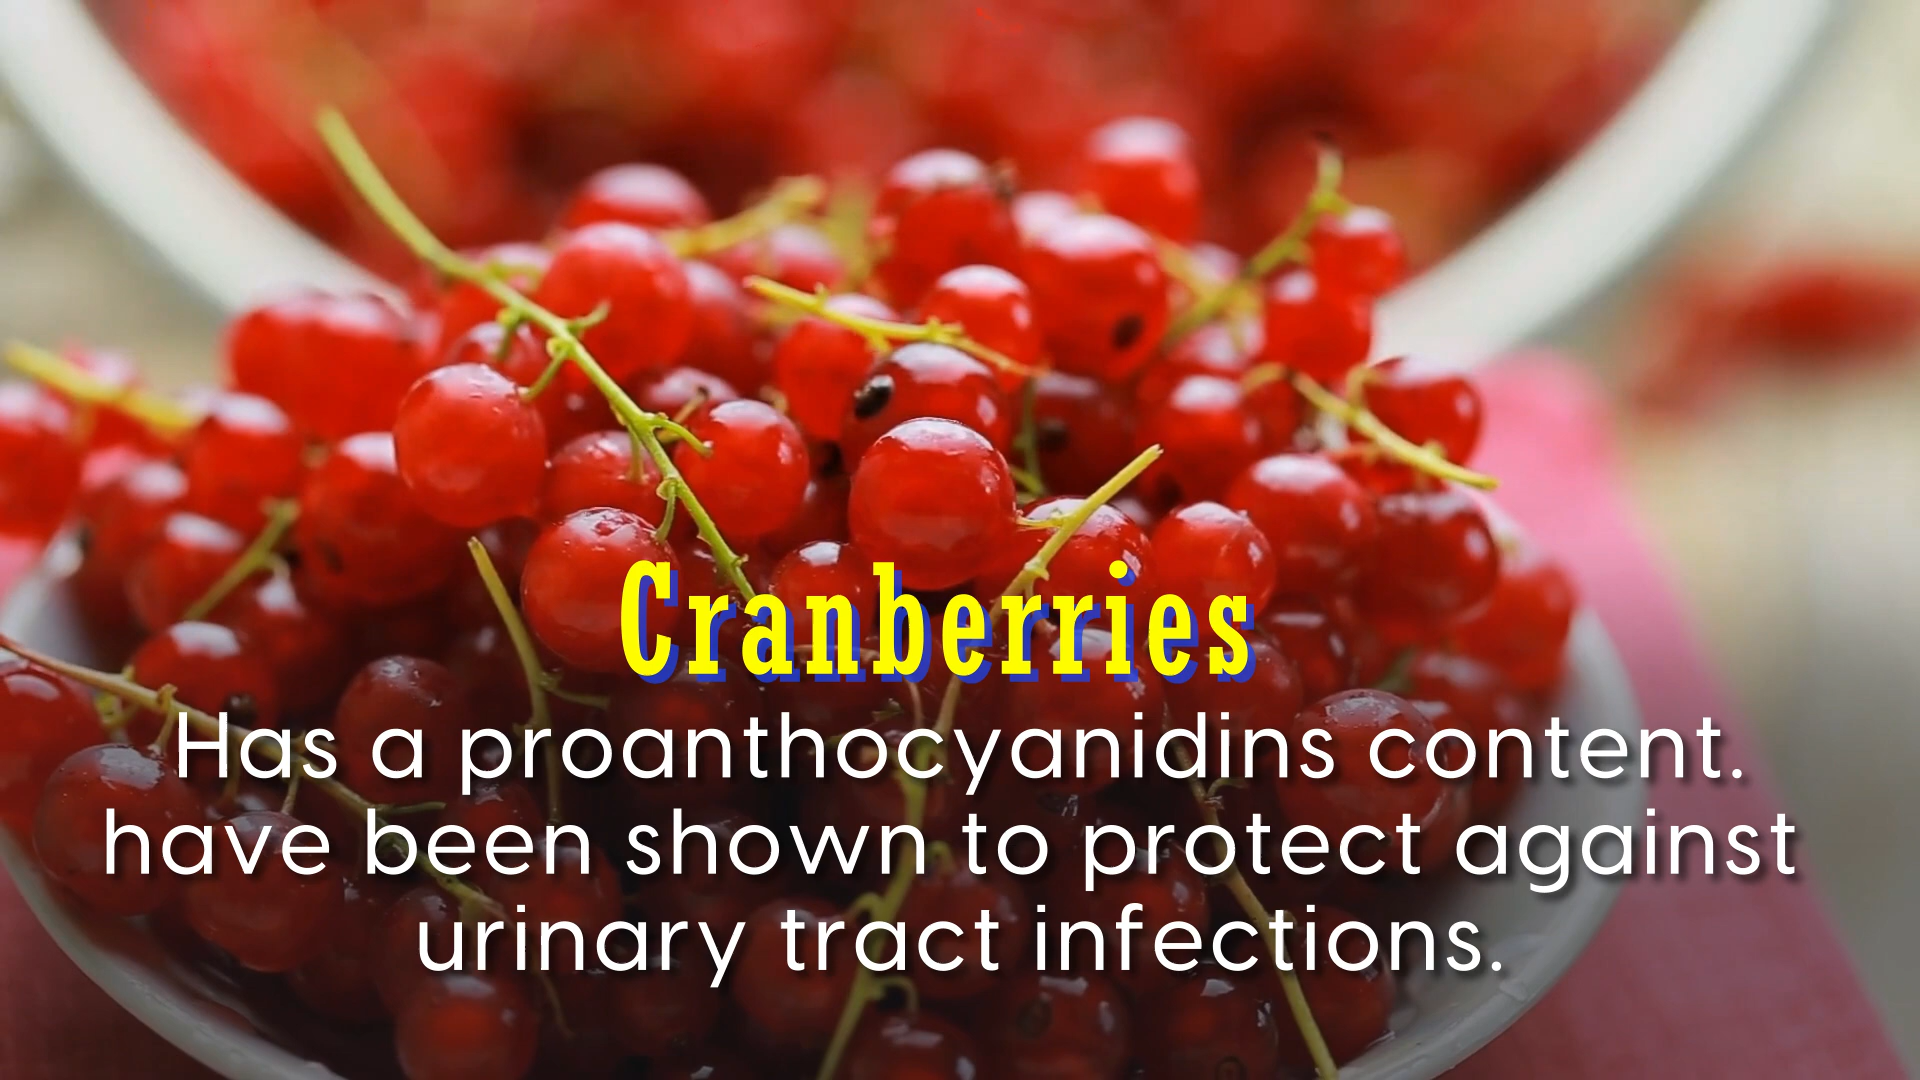 Cranberries
Has a proanthocyanidins content.
have been shown to protect against
urinary tract infections.